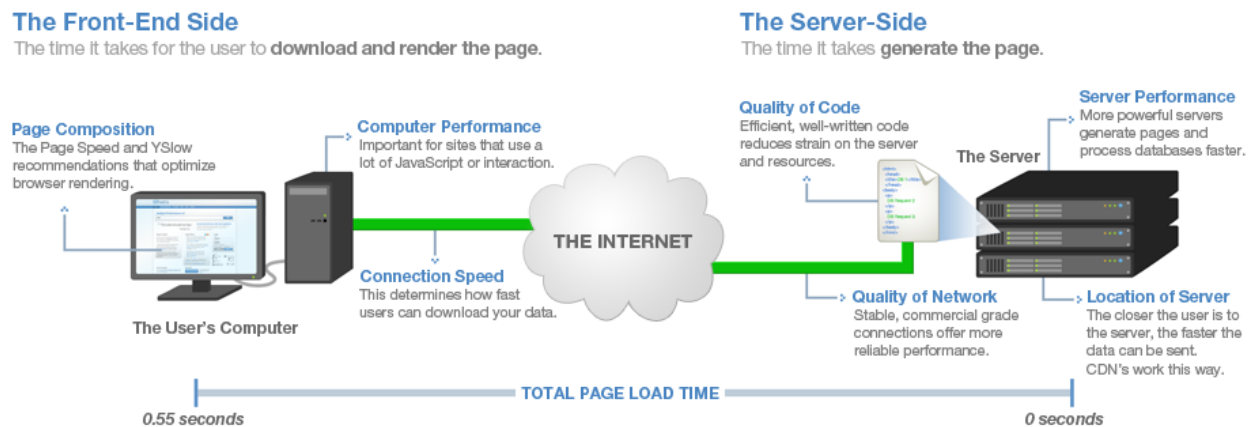 The Front-End Side
The time it takes for the user to download and render the page.
Page Composition
The Page Speed and YSlow
recommendations that optimize
browser rendering.
Computer Performance
Important for sites that use a
lot of JavaScript or interaction.
Connection Speed
This determines how fast
users can download your data.
The User's Computer
THE INTERNET
The Server-Side
The time it takes generate the page.
Quality of Code
Efficient, well-written code
reduces strain on the server
and resources.
The Server
Server Performance
More powerful servers
generate pages and
process databases faster.
Quality of Network
Stable, commercial grade
connections offer more
reliable performance.
Location of Server
The closer the user is to
the server, the faster the
data can be sent.
CDN's work this way.
TOTAL PAGE LOAD TIME
0.55 seconds
0 seconds